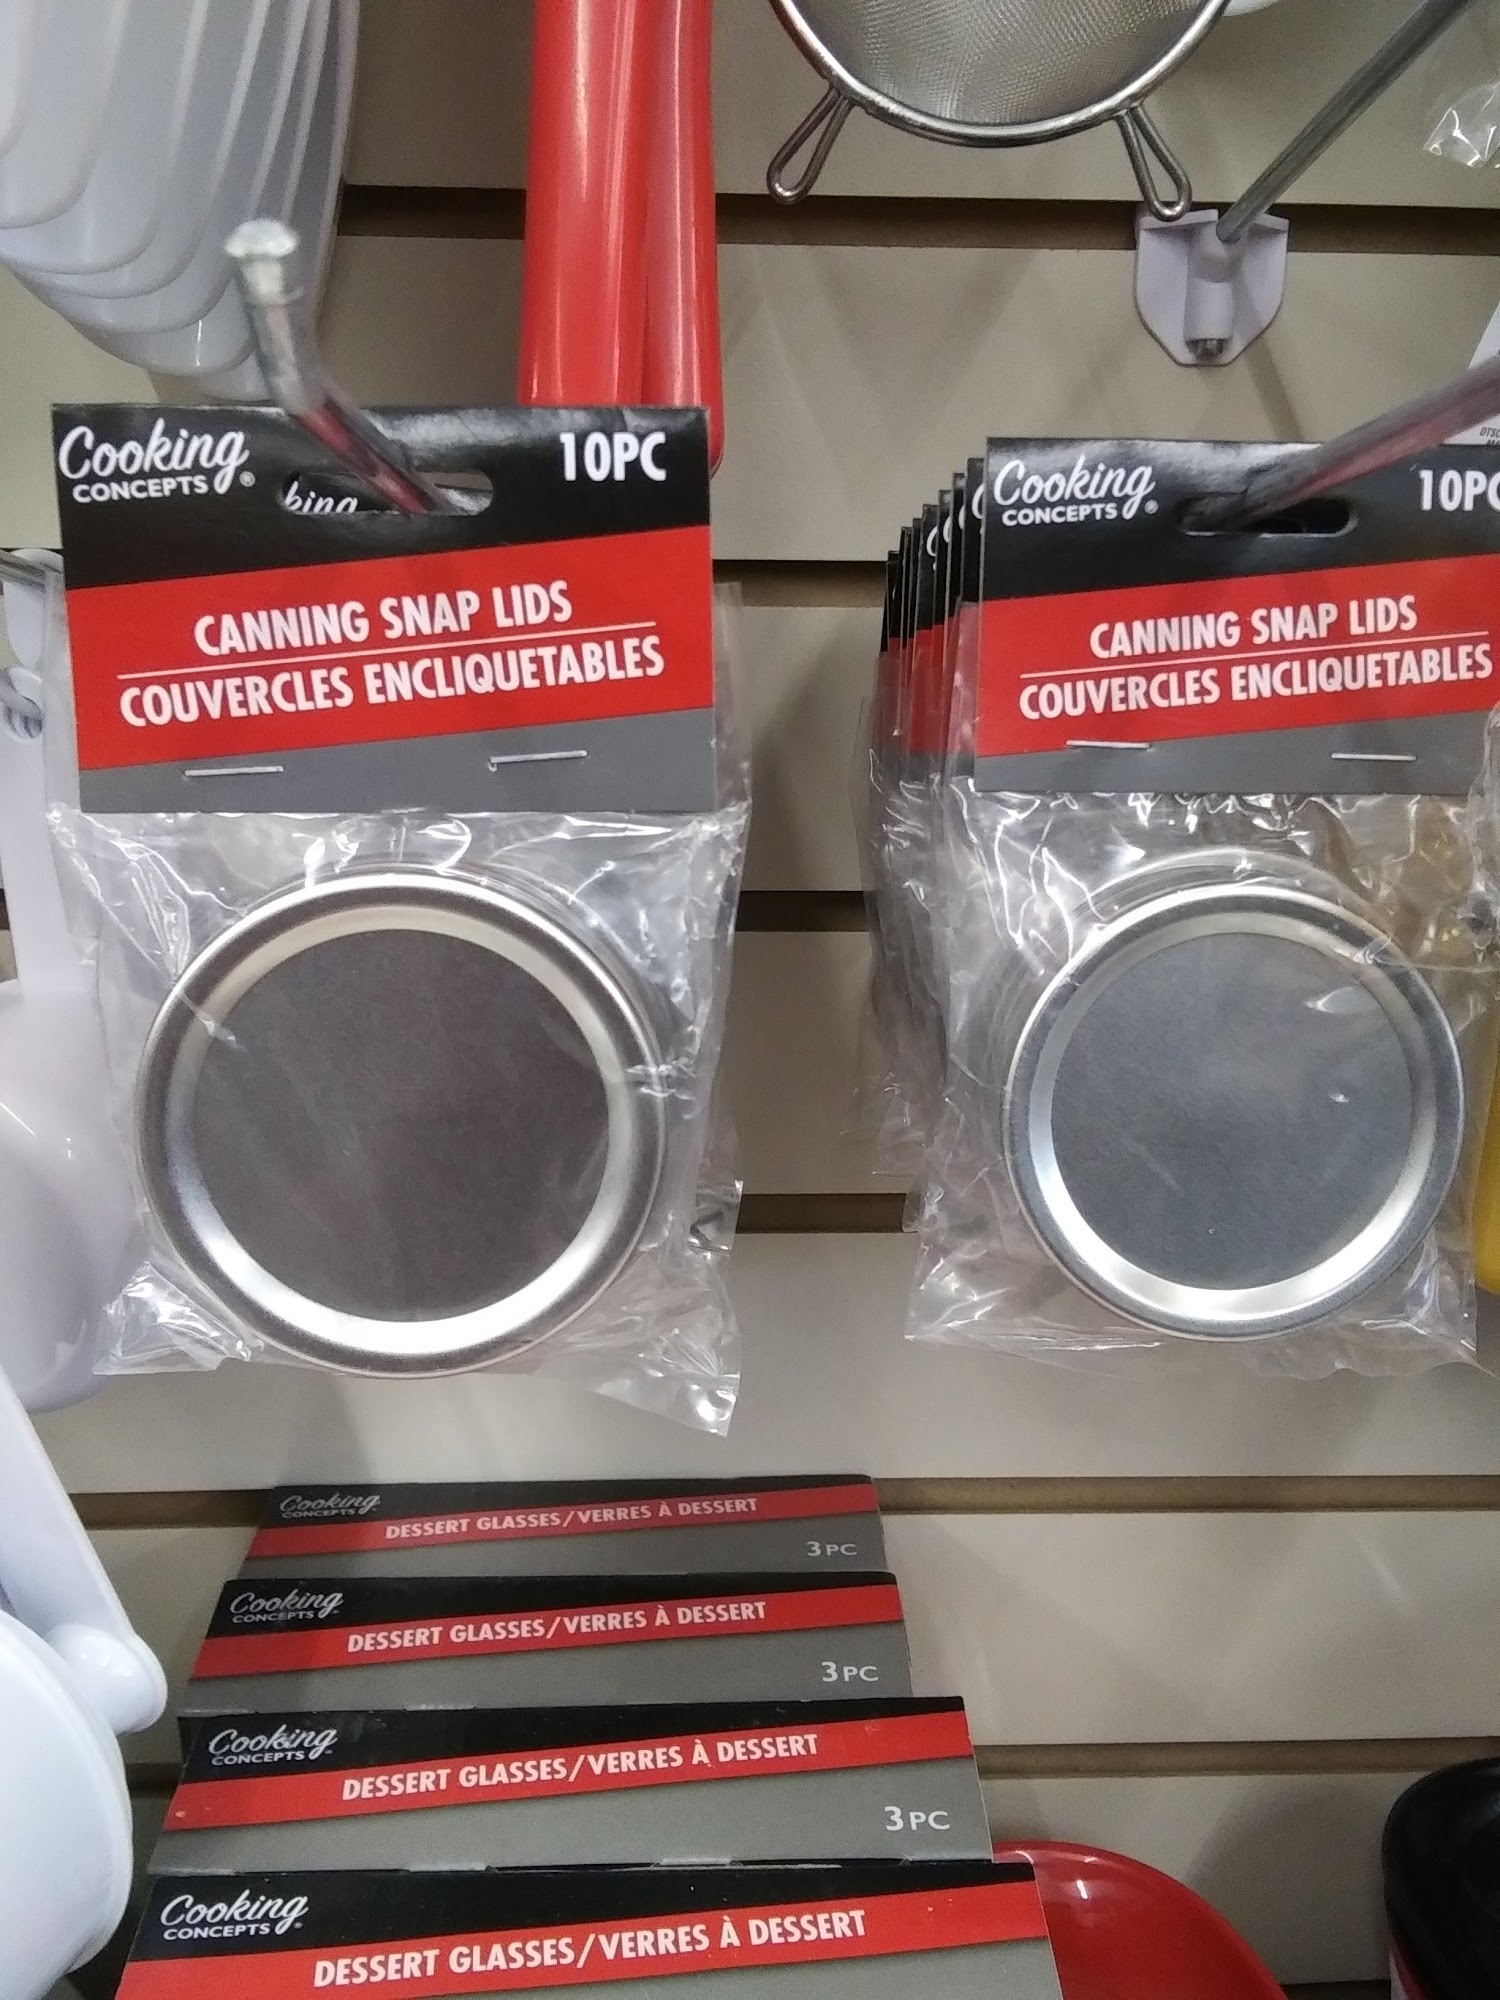 Cooking
CONCEPTS®
king
10PC
CANNING SNAP LIDS
COUVERCLES ENCLIQUETABLES
Cooking
CONCEPTS®
10PC
CANNING SNAP LIDS
COUVERCLES ENCLIQUETABLES
Cooking
CONCEPTS
DESSERT GLASSES/VERRES À DESSERT
3PC
Cooking
CONCEPTS
DESSERT GLASSES/VERRES À DESSERT
3PC
Cooking
CONCEPTS
DESSERT GLASSES/VERRES À DESSERT
3PC
Cooking
CONCEPTS®
DESSERT GLASSES/VERRES À DESSERT